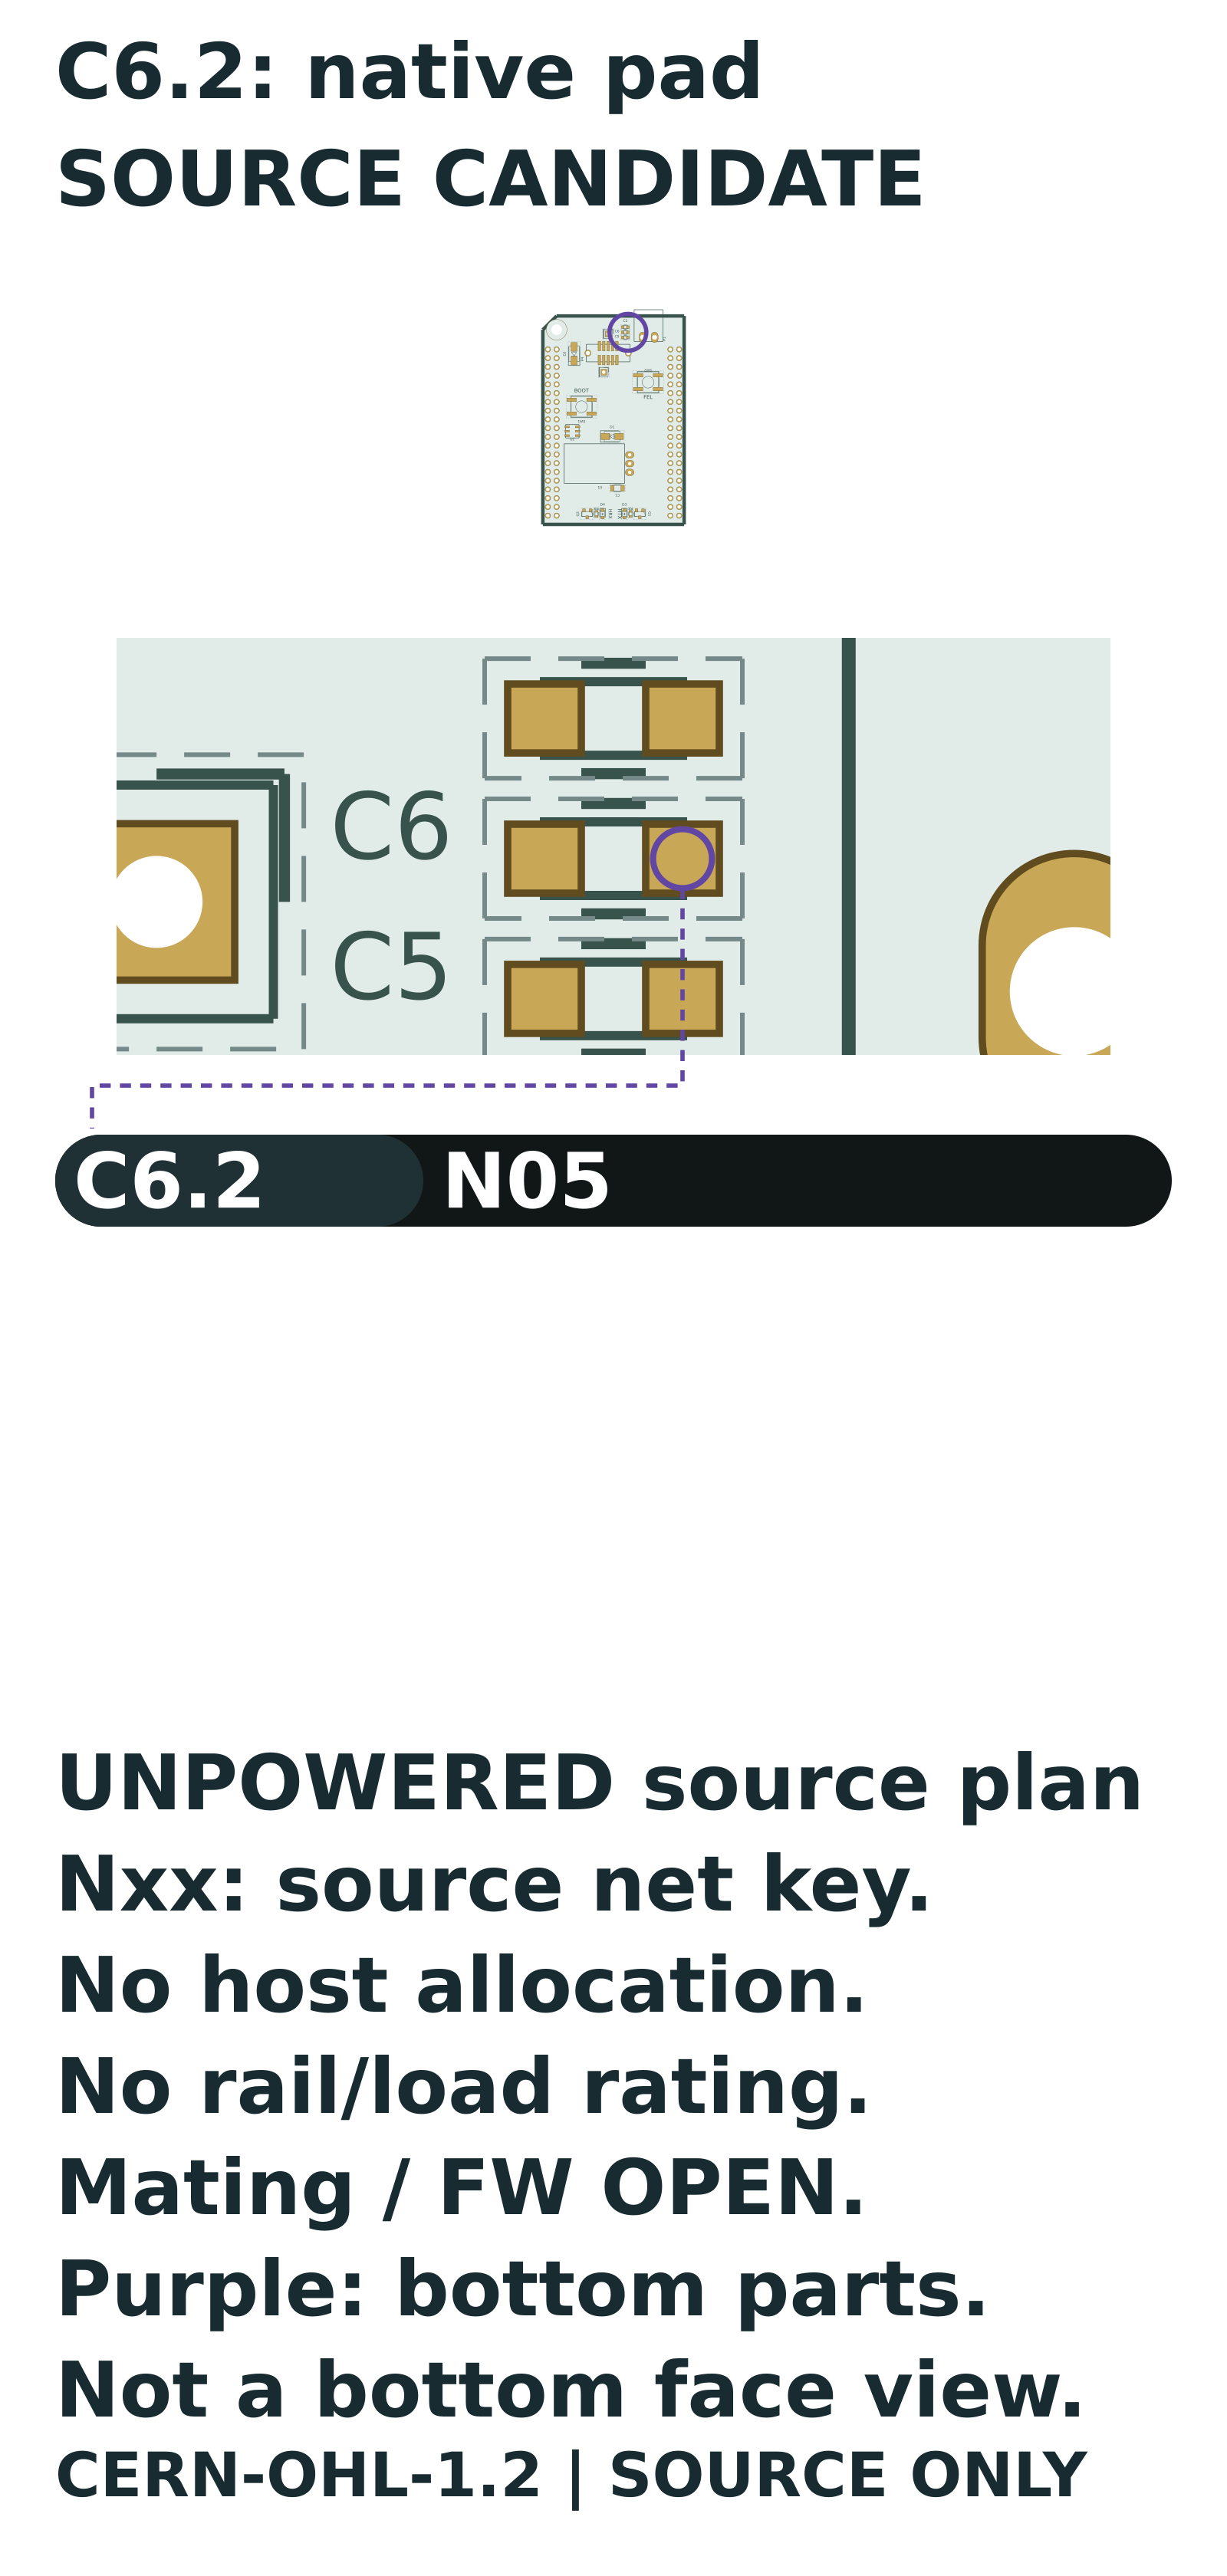 C6.2: native pad
SOURCE CANDIDATE
BOOT
FEL
C6
C5
C6.2 N05
UNPOWERED source plan
Nxx: source net key.
No host allocation.
No rail/load rating.
Mating / FW OPEN.
Purple: bottom parts.
Not a bottom face view.
CERN-OHL-1.2 | SOURCE ONLY